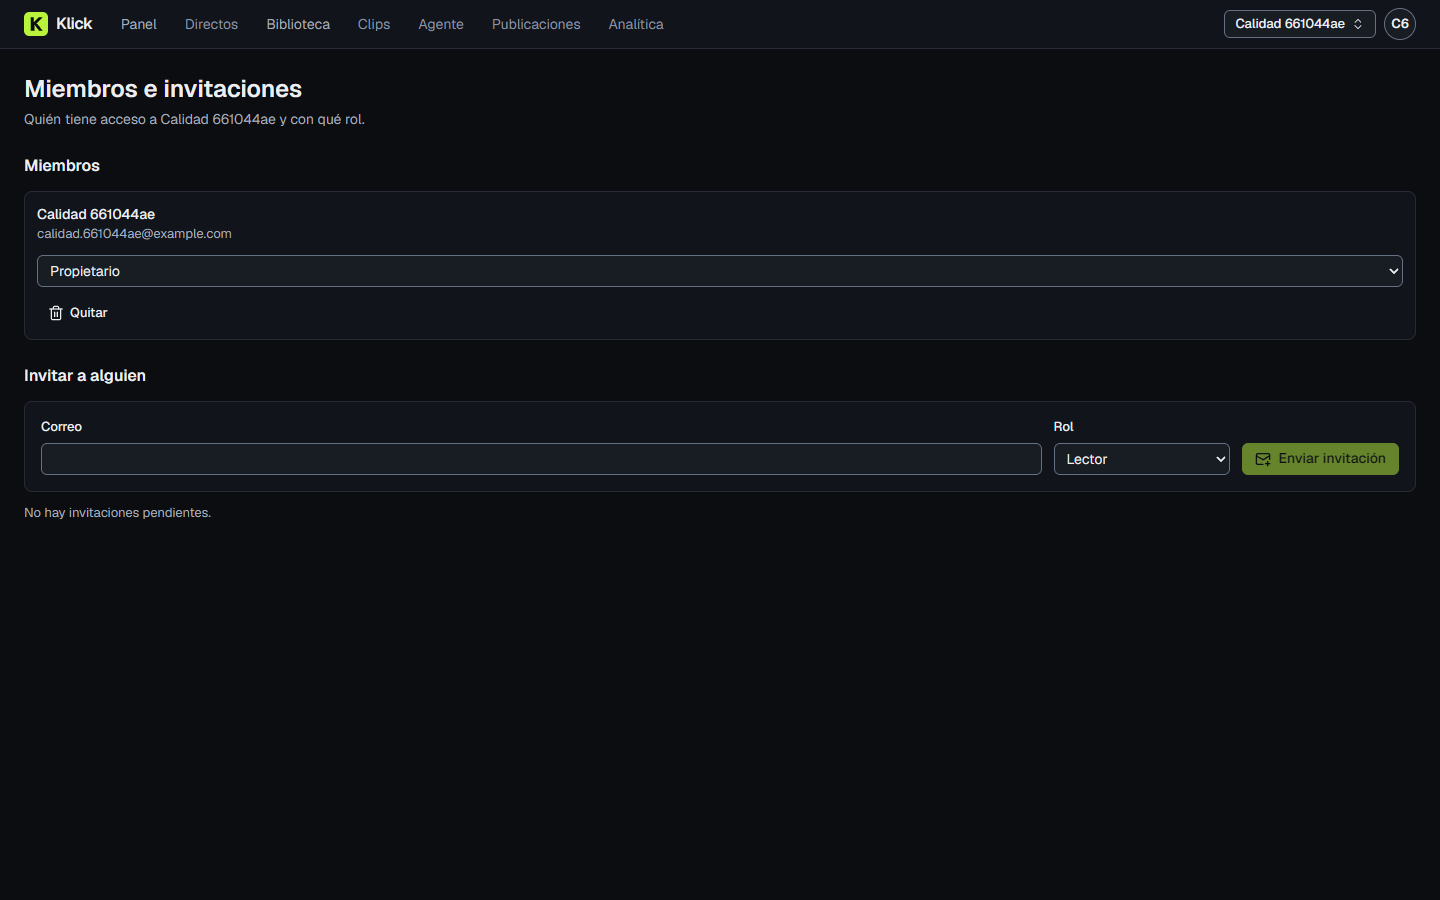 K Klick Panel Directos Biblioteca Clips Agente Publicaciones Analítica Calidad 661044ae C6
Miembros e invitaciones
Quién tiene acceso a Calidad 661044ae y con qué rol.
Miembros
Calidad 661044ae
calidad.661044ae@example.com
Propietario
Quitar
Invitar a alguien
Correo Rol
Lector Enviar invitación
No hay invitaciones pendientes.